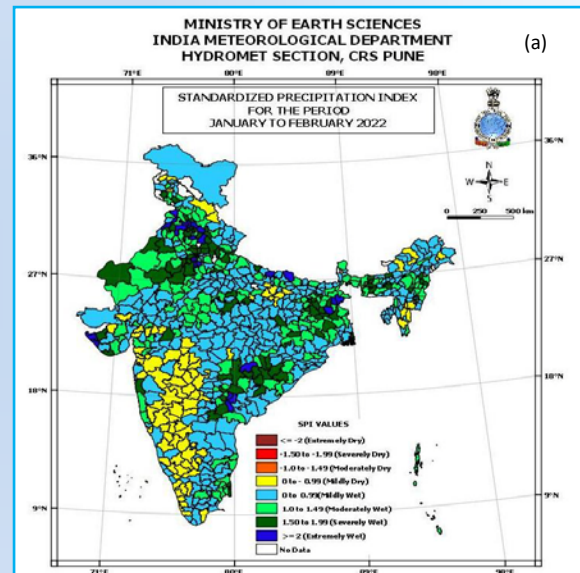 MINISTRY OF EARTH SCIENCES
INDIA METEOROLOGICAL DEPARTMENT
HYDROMET SECTION, CRS PUNE
(a)
71°E 80°E 89°E 98°E
STANDARDIZED PRECIPITATION INDEX
FOR THE PERIOD
JANUARY TO FEBRUARY 2022
36°N 36°N
N
W E
S
0 250 500 km
27°N 27°N
18°N 18°N
9°N 9°N
SPI VALUES
<= -2 (Extremely Dry)
-1.50 to -1.99 (Severely Dry)
-1.0 to -1.49 (Moderately Dry
0 to - 0.99 (Mildly Dry)
0 to 0.99(Mildly Wet)
1.0 to 1.49 (Moderately Wet)
1.50 to 1.99 (Severely Wet)
>= 2 (Extremely Wet)
No Data
71°E 80°E 89°E 98°E